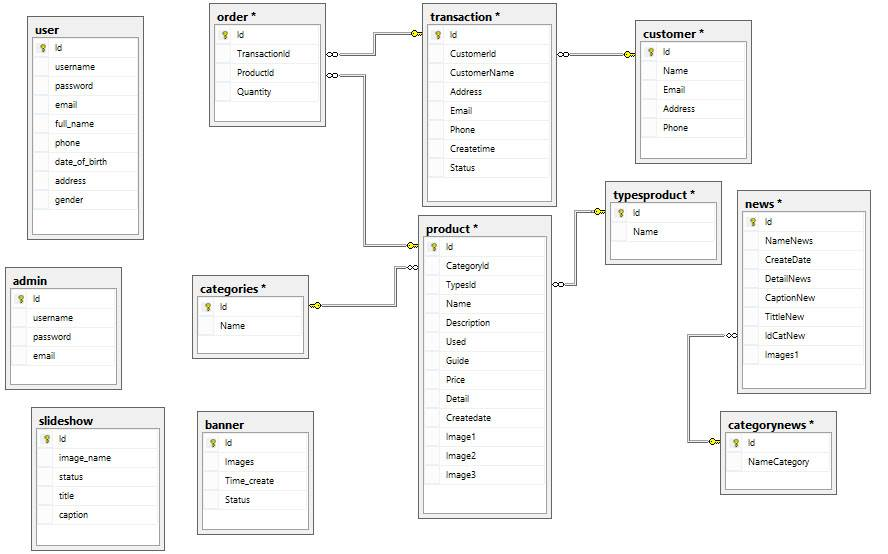 user
Id
username
password
email
full_name
phone
date_of_birth
address
gender
order *
Id
TransactionId
ProductId
Quantity
transaction *
Id
CustomerId
CustomerName
Address
Email
Phone
Createtime
Status
customer *
Id
Name
Email
Address
Phone
admin
Id
username
password
email
categories *
Id
Name
product *
Id
CategoryId
TypesId
Name
Description
Used
Guide
Price
Detail
Createdate
Image1
Image2
Image3
typesproduct *
Id
Name
news *
Id
NameNews
CreateDate
DetailNews
CaptionNew
TittleNew
IdCatNew
Images1
slideshow
Id
image_name
status
title
caption
banner
Id
Images
Time_create
Status
categorynews *
Id
NameCategory